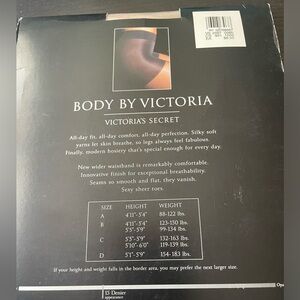 BODY BY VICTORIA
VICTORIA'S SECRET
All-day fit, all-day comfort, all-day perfection. Silky soft
yarns let skin breathe, so legs always feel fabulous.
Finally, modern hosiery that's special enough for every day.
New wider waistband is remarkably comfortable.
Innovative finish for exceptional breathability.
Seams so smooth and flat, they vanish.
Sexy sheer toes.
SIZE HEIGHT WEIGHT
A 4'11"-5'4" 88-122 lbs.
B 4'11"-5'4" 123-150 lbs.
5'5"-5'9" 99-134 lbs.
C 5'5"-5'9" 132-163 lbs.
5'10"-6'0" 119-139 lbs.
D 5'1"-5'9" 154-183 lbs.
If your height and weight falls in the border area, you may prefer the next larger size.
15 Denier
appearance